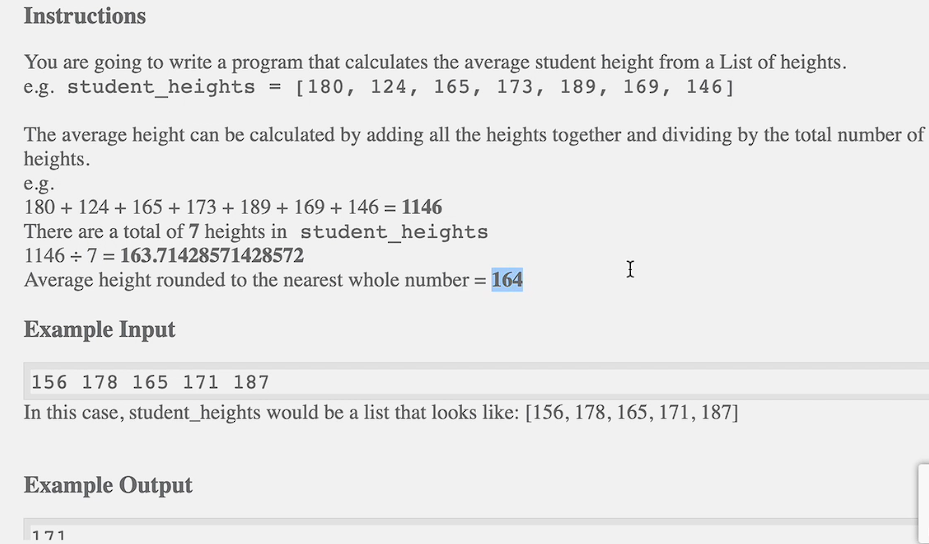 Instructions
You are going to write a program that calculates the average student height from a List of heights.
e.g. student_heights = [180, 124, 165, 173, 189, 169, 146]
The average height can be calculated by adding all the heights together and dividing by the total number of
heights.
e.g.
180 + 124 + 165 + 173 + 189 + 169 + 146 = 1146
There are a total of 7 heights in student_heights
1146 ÷ 7 = 163.71428571428572
Average height rounded to the nearest whole number = 164
Example Input
156 178 165 171 187
In this case, student_heights would be a list that looks like: [156, 178, 165, 171, 187]
Example Output
171